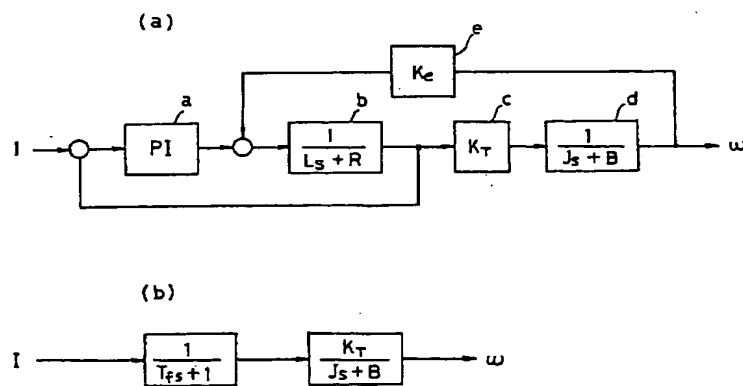 (a)
e
Ke
a
b
c
d
I
PI
1
Ls + R
KT
1
Js + B
ω
(b)
I
1
Tfs + 1
KT
Js + B
ω